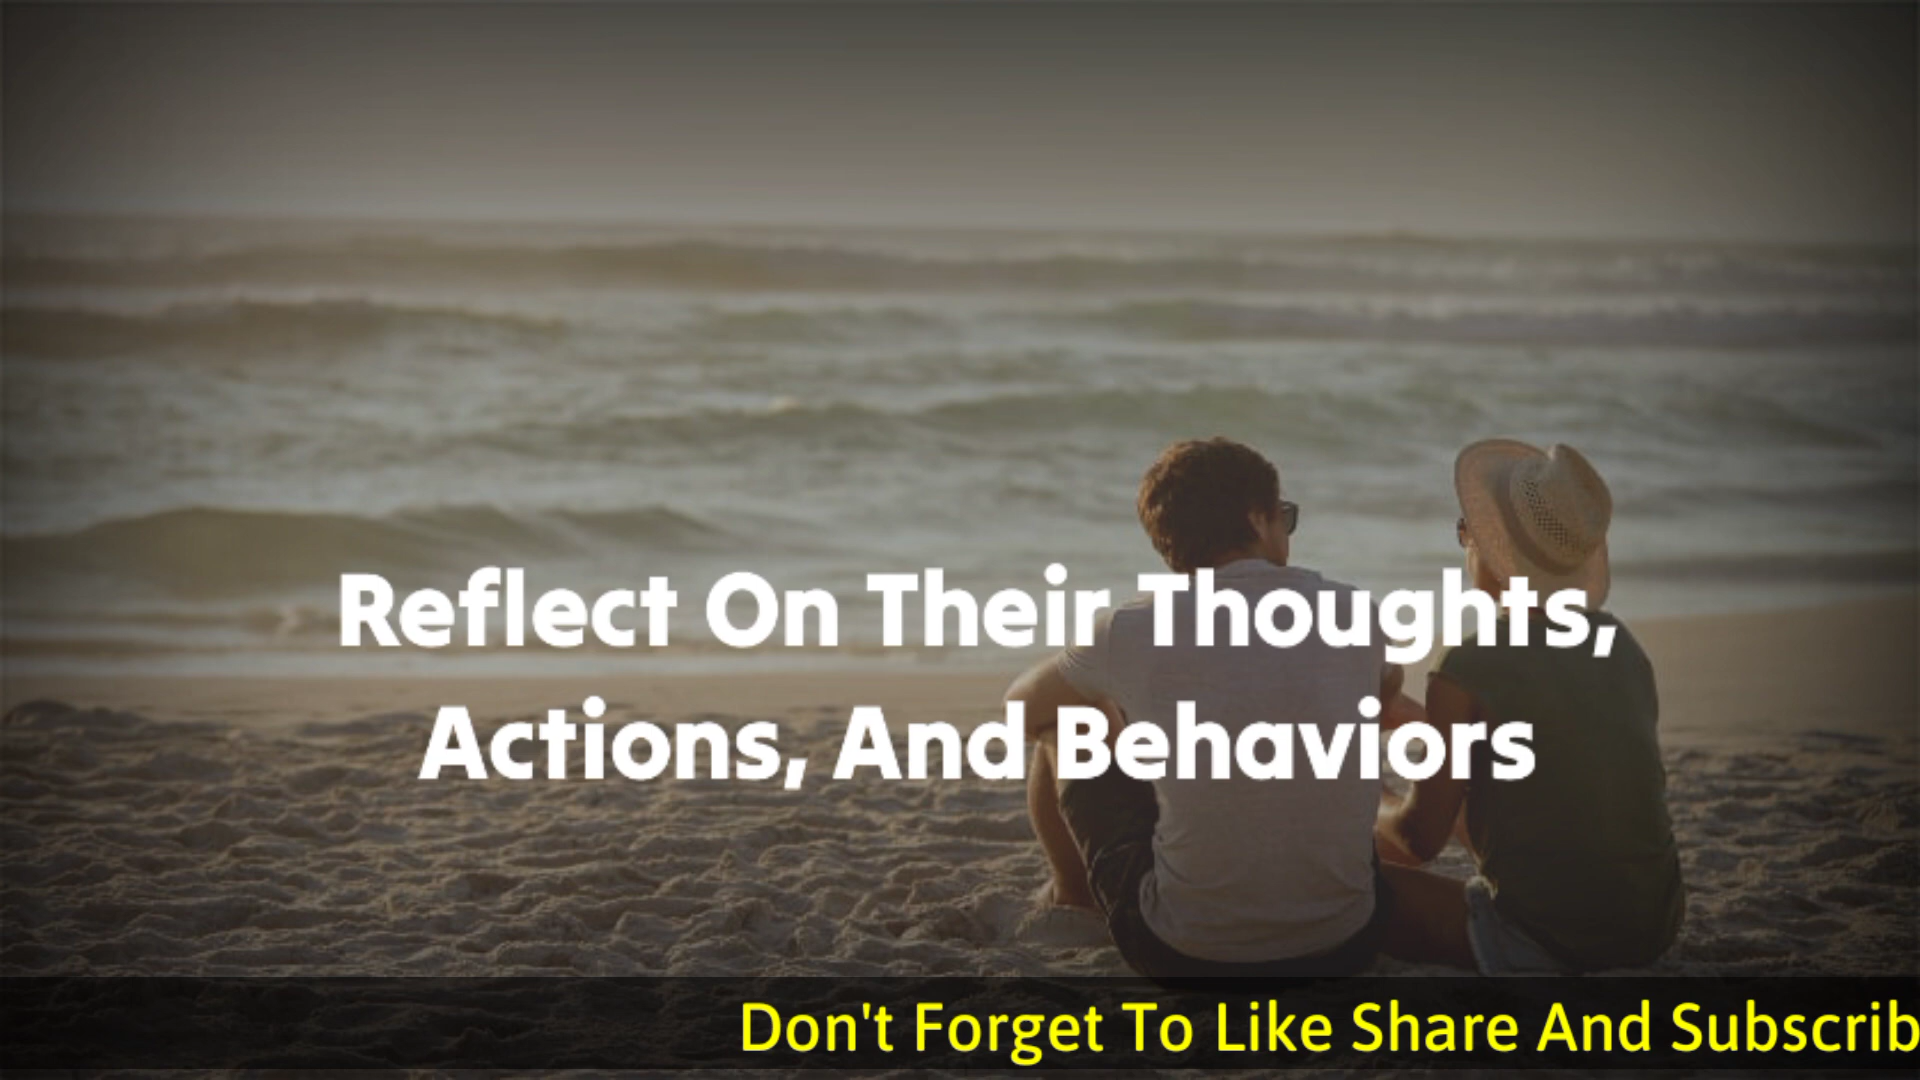 Reflect On Their Thoughts,
Actions, And Behaviors
Don't Forget To Like Share And Subscrib